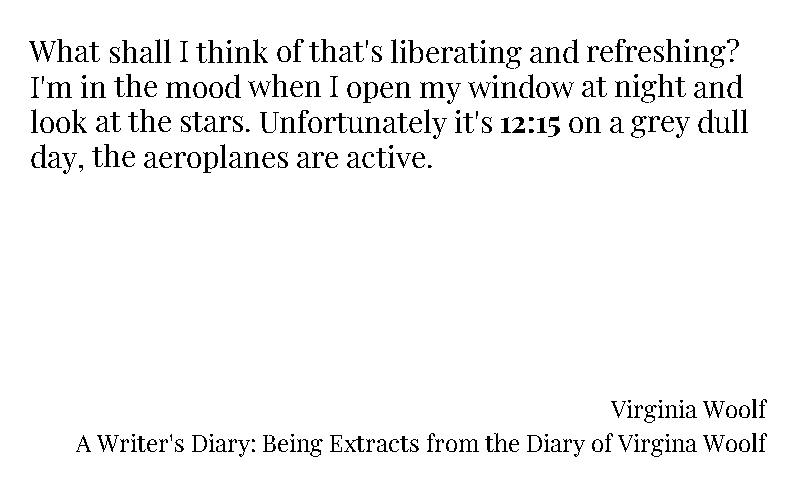 What shall I think of that's liberating and refreshing?
I'm in the mood when I open my window at night and
look at the stars. Unfortunately it's 12:15 on a grey dull
day, the aeroplanes are active.
Virginia Woolf
A Writer's Diary: Being Extracts from the Diary of Virgina Woolf